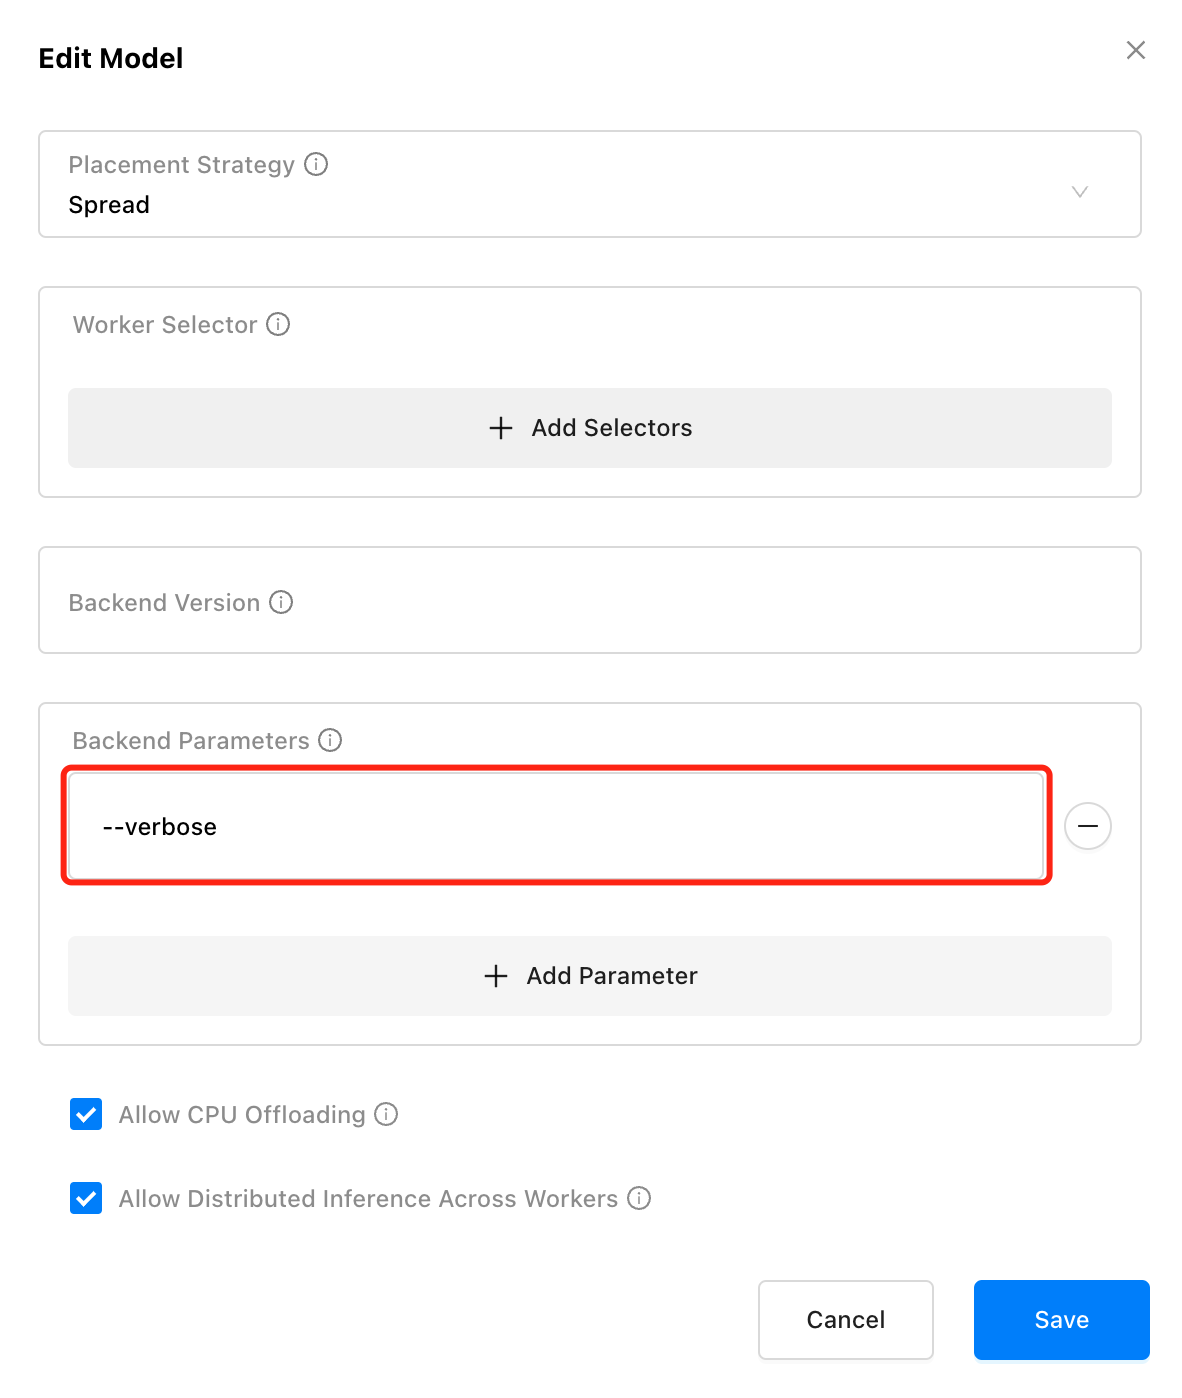 Edit Model
Placement Strategy
Spread
Worker Selector
Add Selectors
Backend Version
Backend Parameters
--verbose
Add Parameter
Allow CPU Offloading
Allow Distributed Inference Across Workers
Cancel
Save